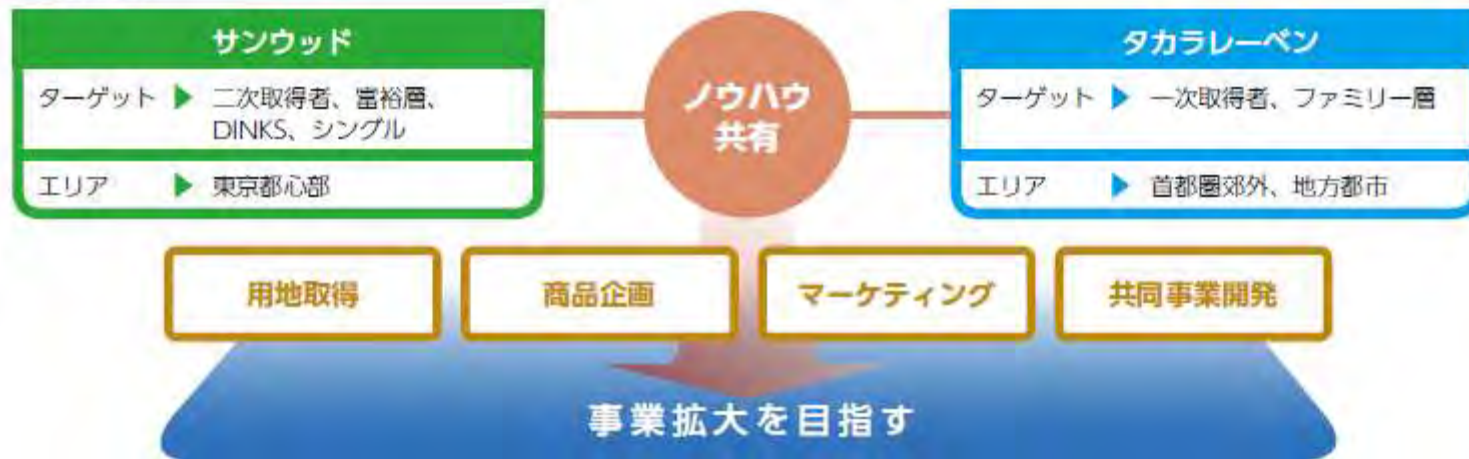 サンウッド
ターゲット ▶ 二次取得者、富裕層、
DINKS、シングル
エリア ▶ 東京都心部
ノウハウ
共有
タカラレーベン
ターゲット ▶ 一次取得者、ファミリー層
エリア ▶ 首都圏郊外、地方都市
用地取得
商品企画
マーケティング
共同事業開発
事業拡大を目指す